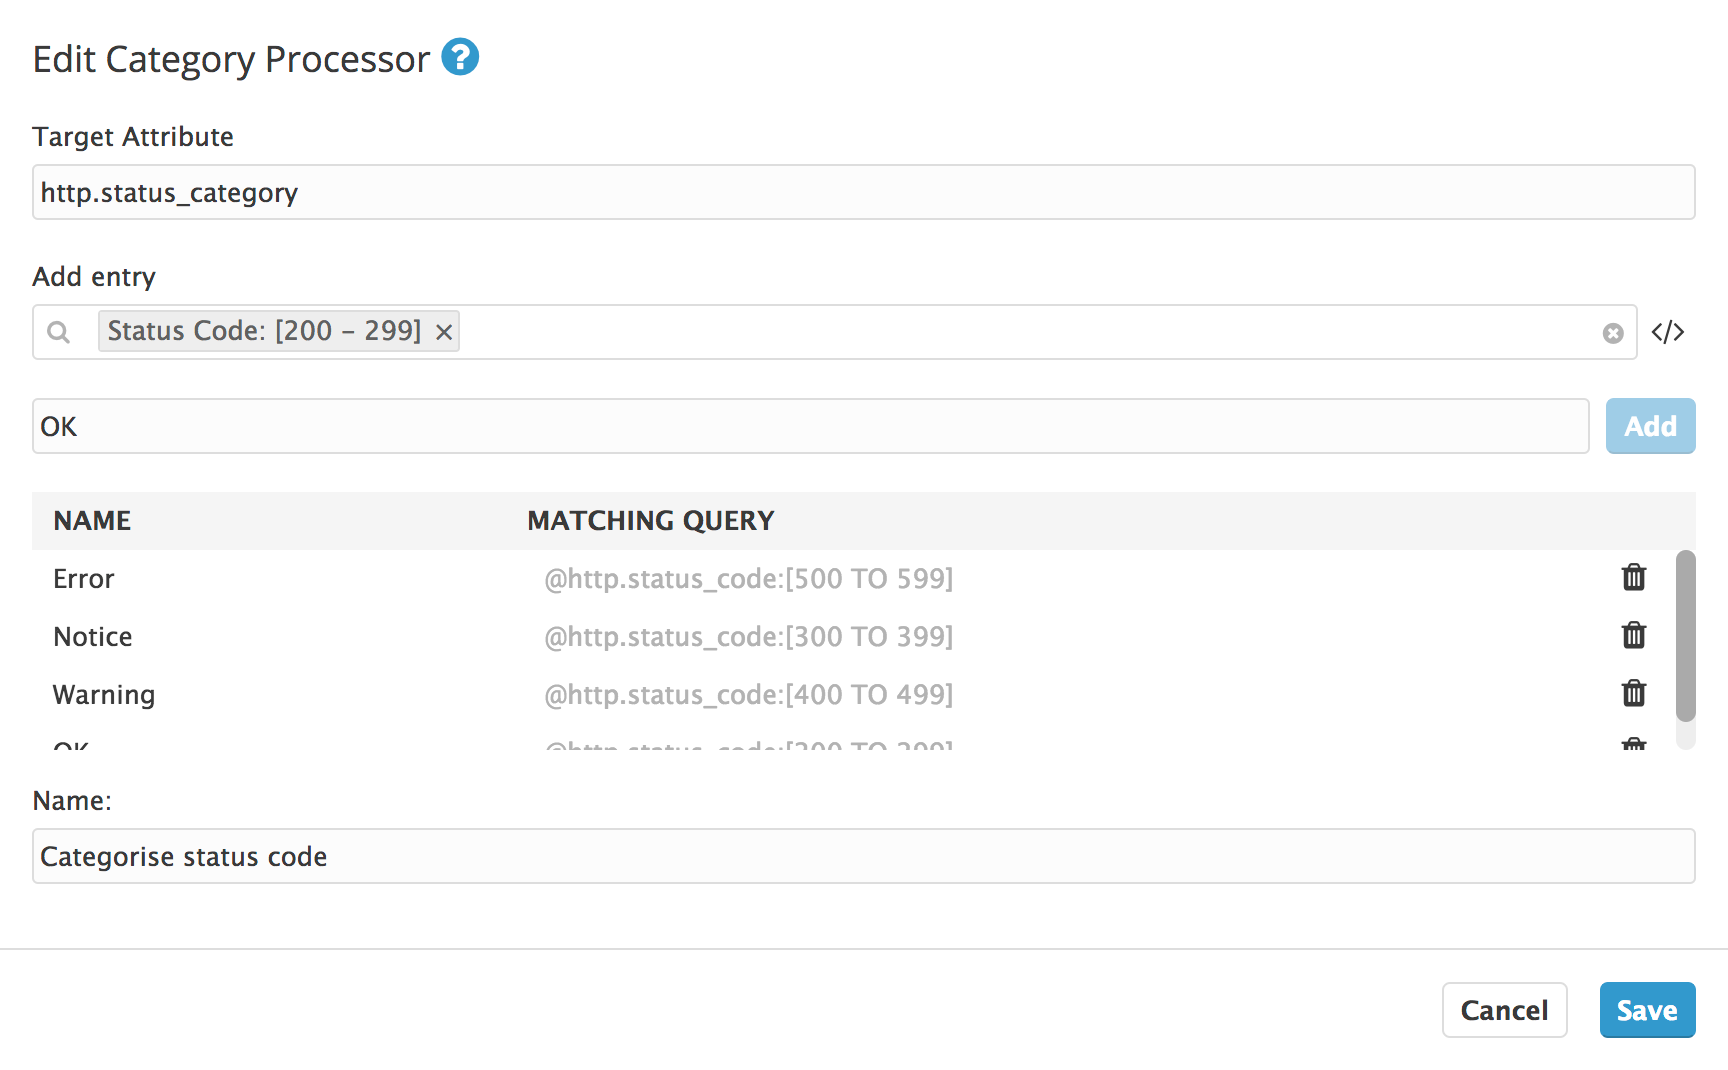 Edit Category Processor ?
Target Attribute
http.status_category
Add entry
Status Code: [200 – 299] ×
</>
OK Add
NAME MATCHING QUERY
Error @http.status_code:[500 TO 599]
Notice @http.status_code:[300 TO 399]
Warning @http.status_code:[400 TO 499]
OK
Name:
Categorise status code
Cancel Save